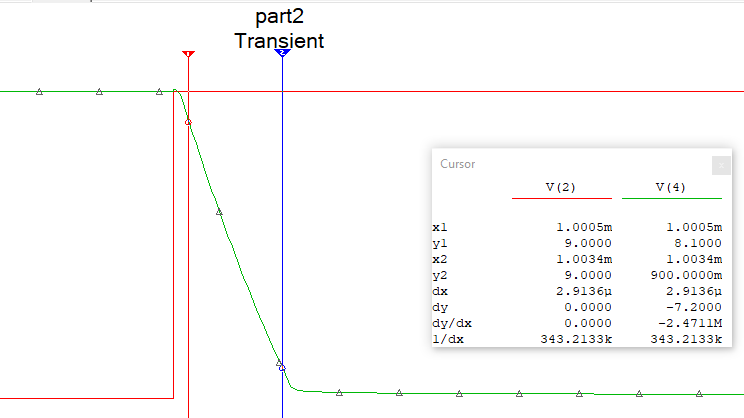 part2
Transient
1 2
Cursor
V(2) V(4)
x1 1.0005m 1.0005m
y1 9.0000 8.1000
x2 1.0034m 1.0034m
y2 9.0000 900.0000m
dx 2.9136µ 2.9136µ
dy 0.0000 -7.2000
dy/dx 0.0000 -2.4711M
1/dx 343.2133k 343.2133k